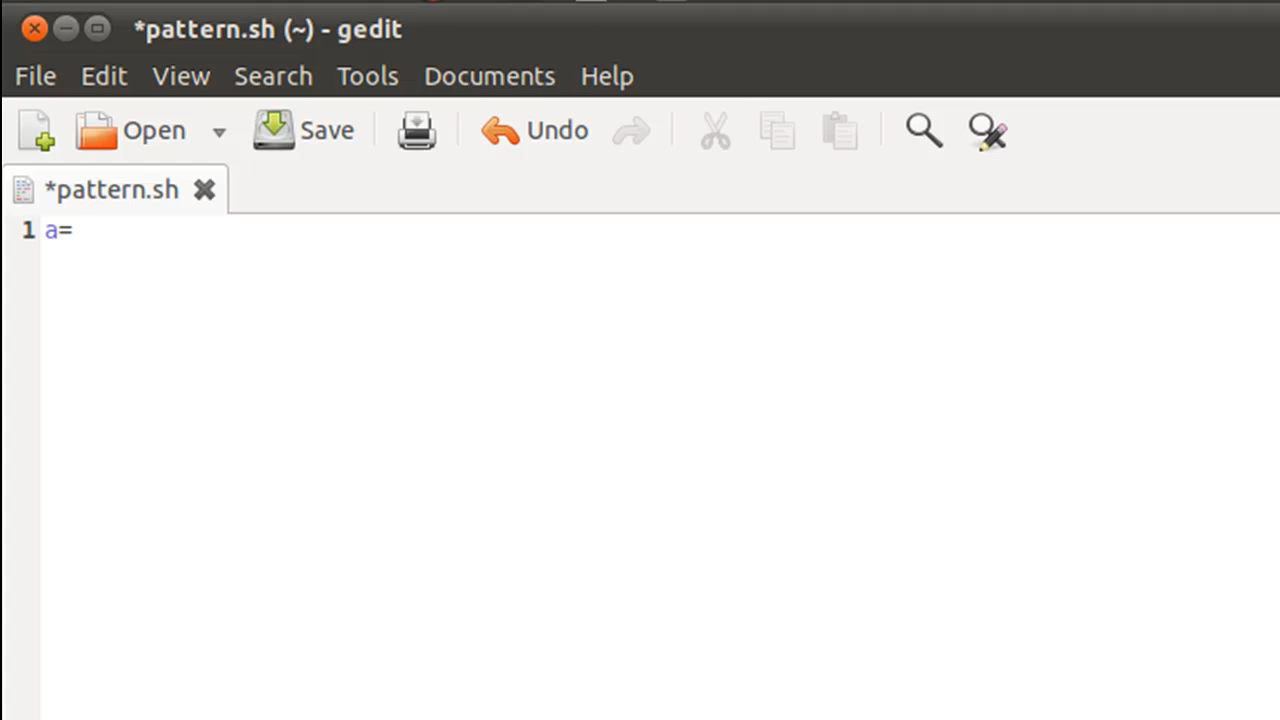 *pattern.sh (~) - gedit
File Edit View Search Tools Documents Help
Open Save Undo
*pattern.sh
1 a=